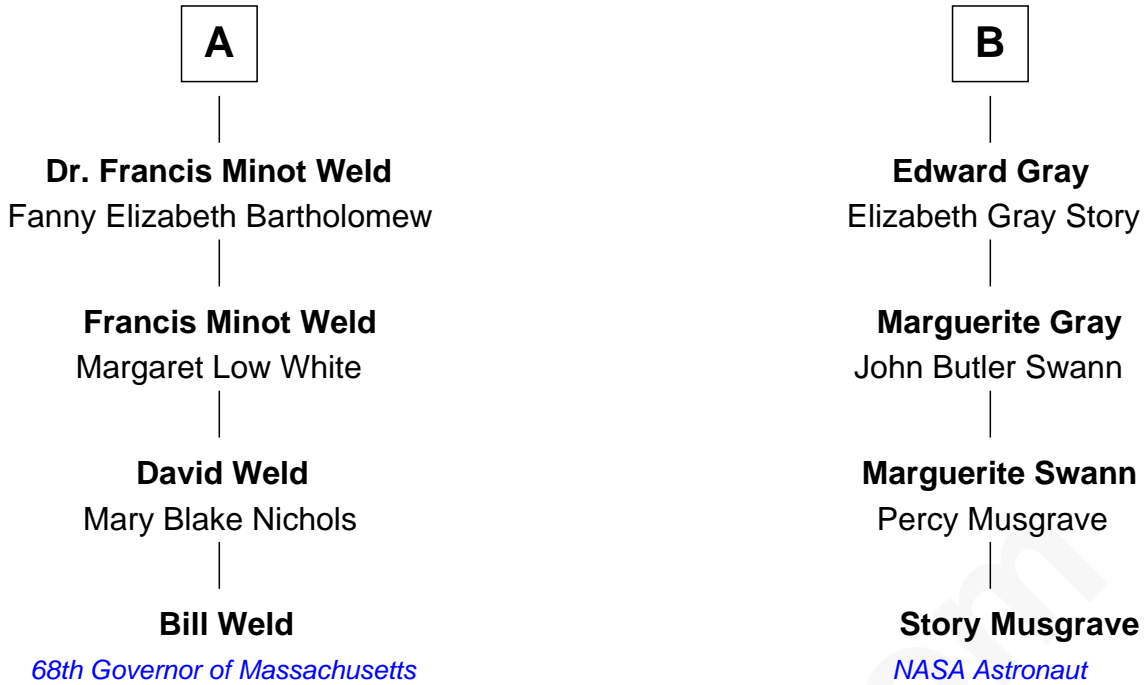 A
Dr. Francis Minot Weld
Fanny Elizabeth Bartholomew
Francis Minot Weld
Margaret Low White
David Weld
Mary Blake Nichols
Bill Weld
68th Governor of Massachusetts
B
Edward Gray
Elizabeth Gray Story
Marguerite Gray
John Butler Swann
Marguerite Swann
Percy Musgrave
Story Musgrave
NASA Astronaut